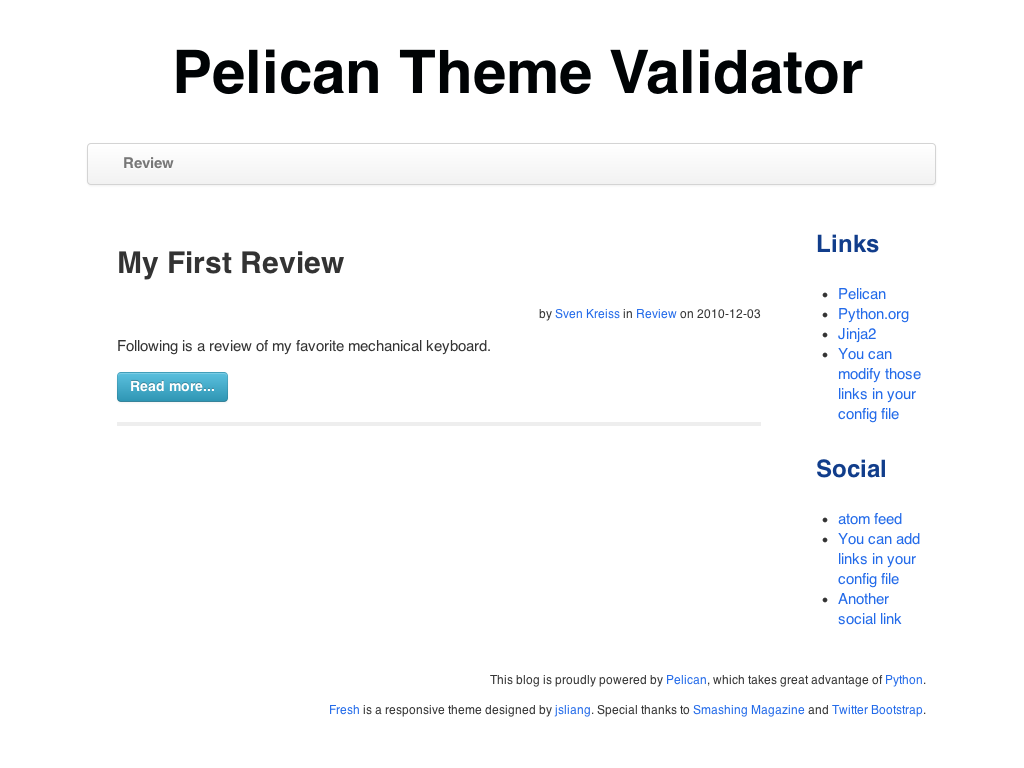 Pelican Theme Validator
Review
My First Review
by Sven Kreiss in Review on 2010-12-03
Following is a review of my favorite mechanical keyboard.
Read more...
Links
Pelican
Python.org
Jinja2
You can
modify those
links in your
config file
Social
atom feed
You can add
links in your
config file
Another
social link
This blog is proudly powered by Pelican, which takes great advantage of Python.
Fresh is a responsive theme designed by jsliang. Special thanks to Smashing Magazine and Twitter Bootstrap.